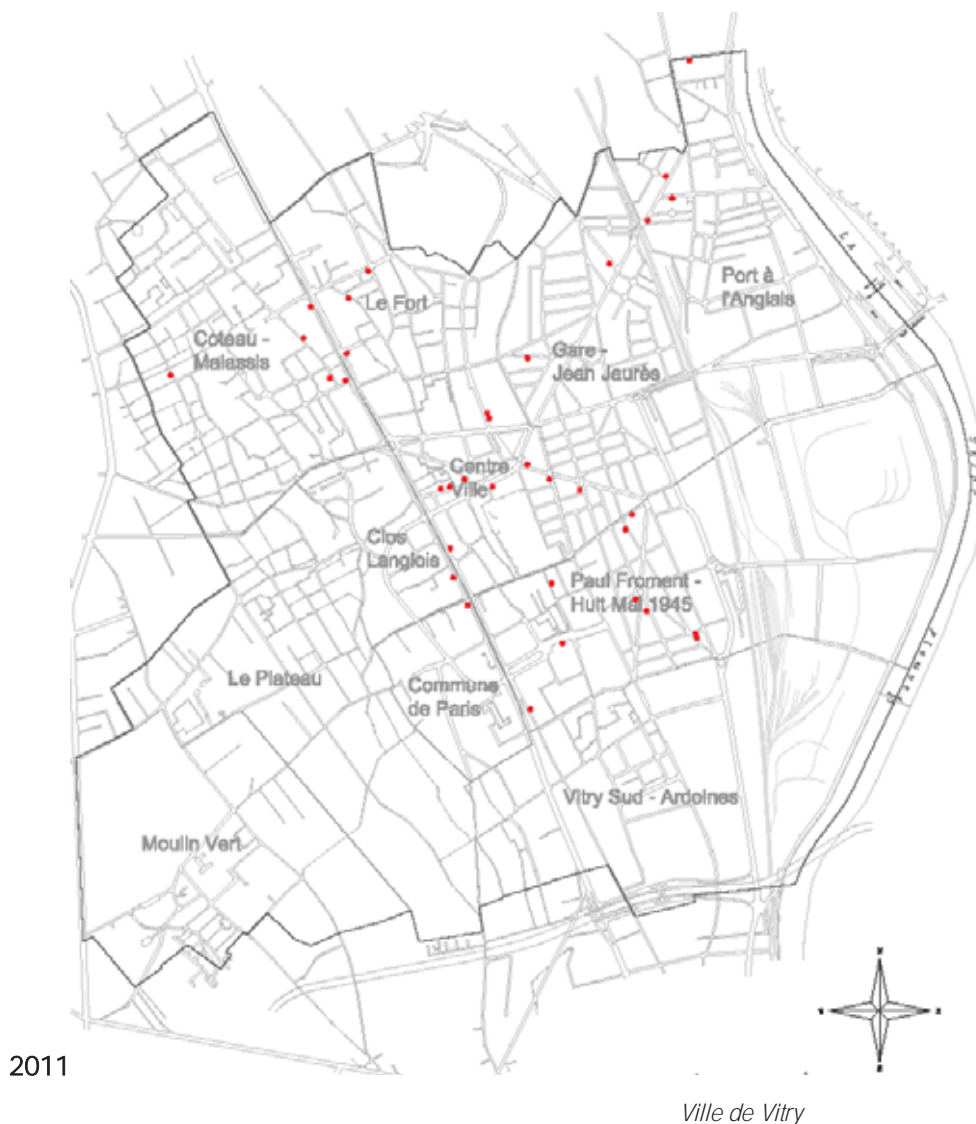 Port à
l'Anglais
Le Fort
Coteau -
Malassis
Gare -
Jean Jaurès
Centre
Ville
Clos
Langlois
Paul Froment -
Huit Mai 1945
Le Plateau
Commune
de Paris
Vitry Sud - Ardoines
Moulin Vert
2011
Ville de Vitry